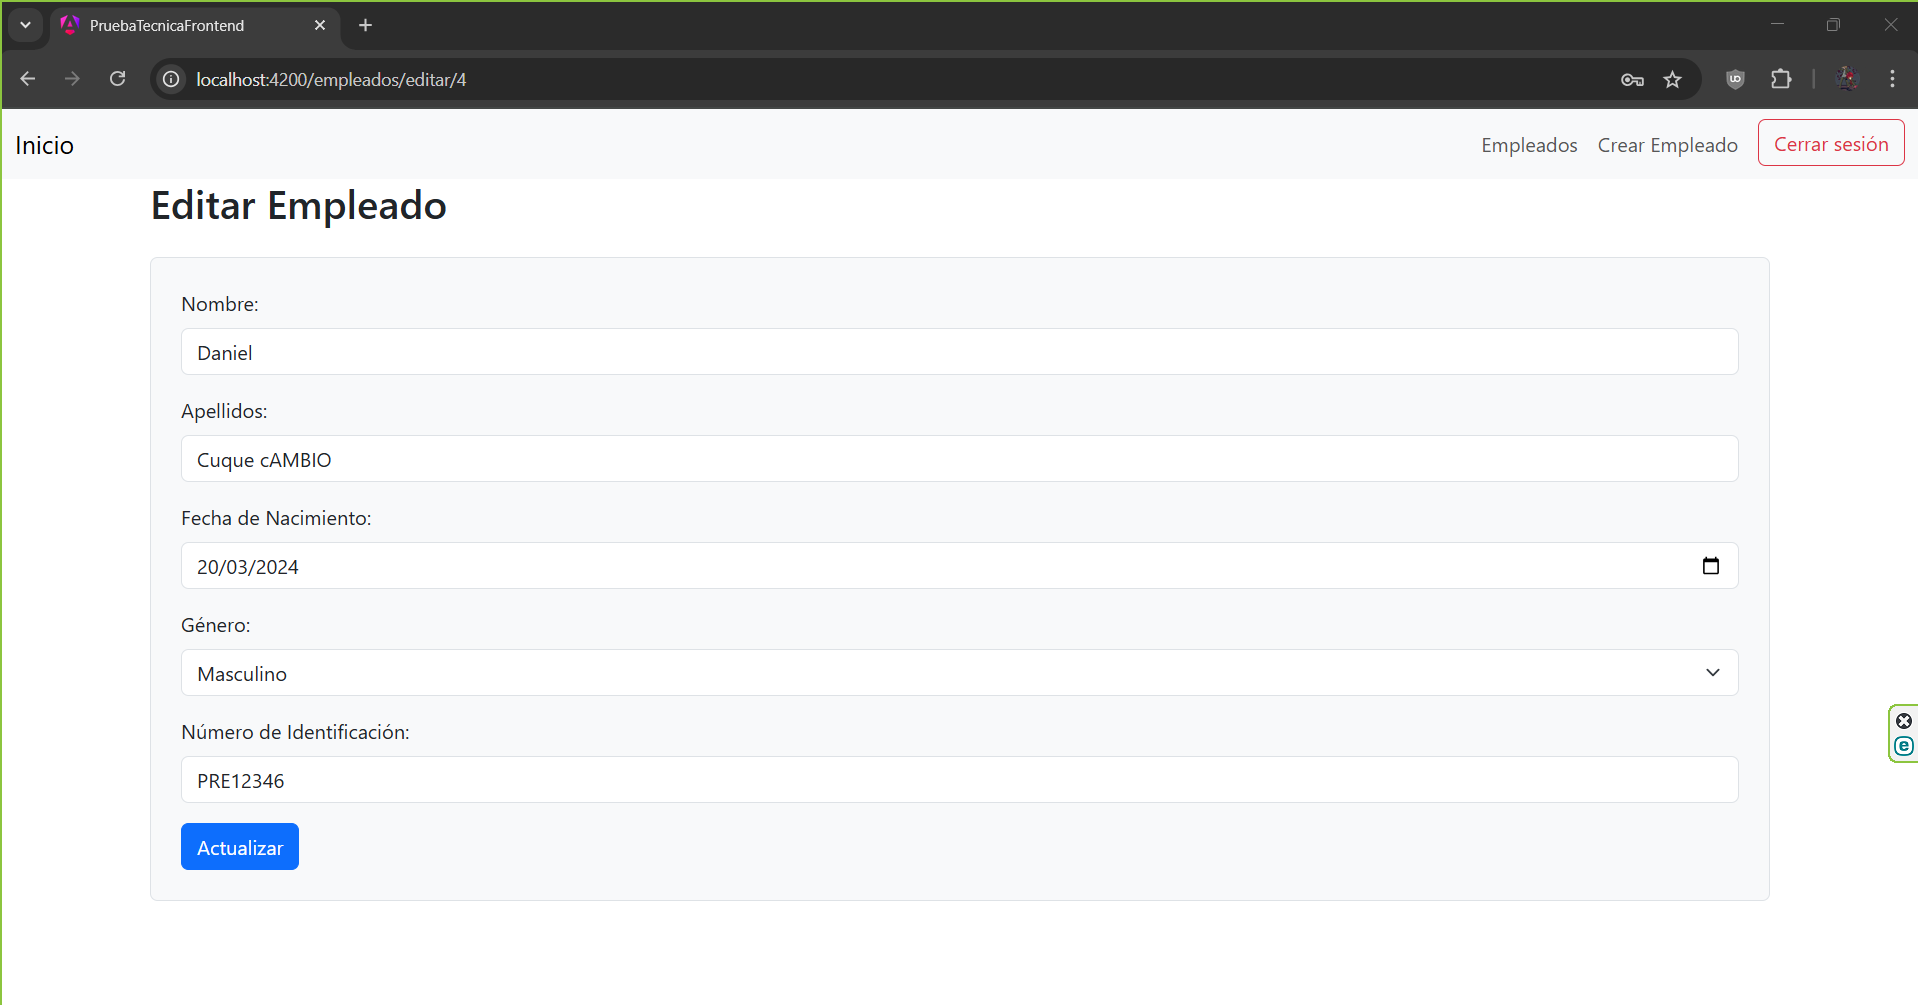 PruebaTecnicaFrontend
localhost:4200/empleados/editar/4
Inicio
Empleados
Crear Empleado
Cerrar sesión
Editar Empleado
Nombre:
Daniel
Apellidos:
Cuque cAMBIO
Fecha de Nacimiento:
20/03/2024
Género:
Masculino
Número de Identificación:
PRE12346
Actualizar